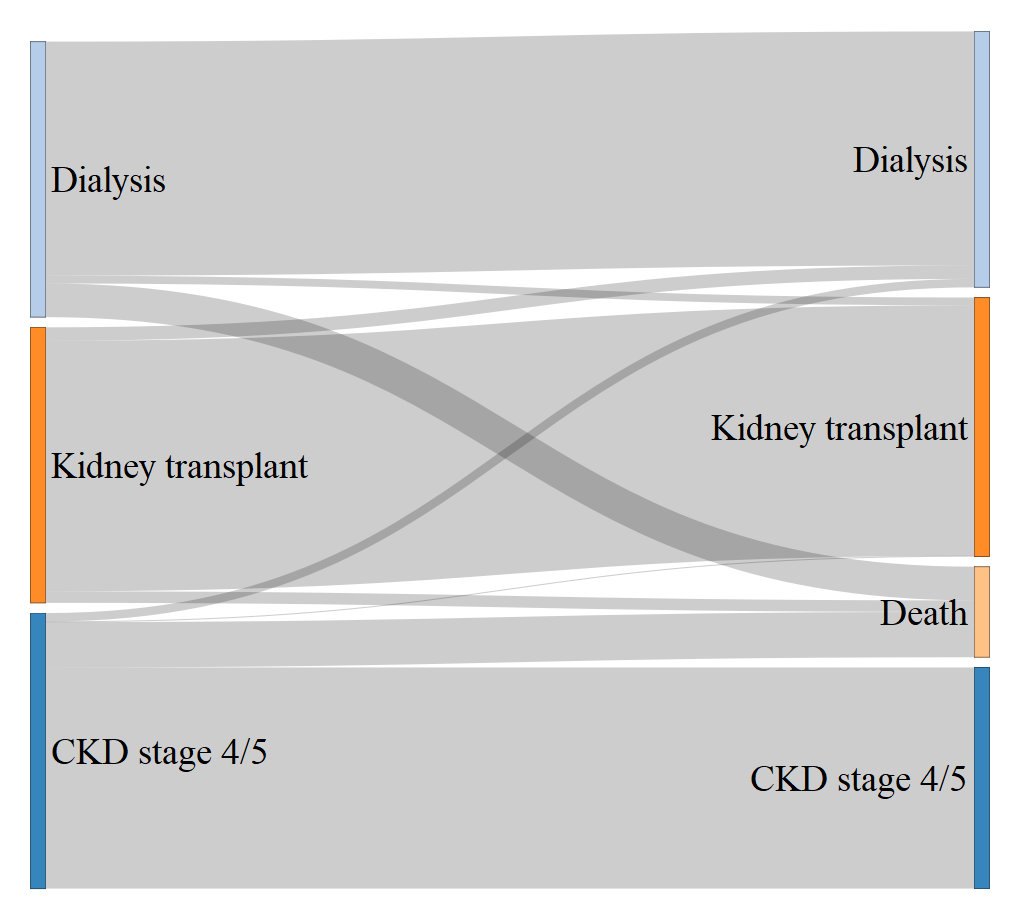 Dialysis
Dialysis
Kidney transplant
Kidney transplant
Death
CKD stage 4/5
CKD stage 4/5